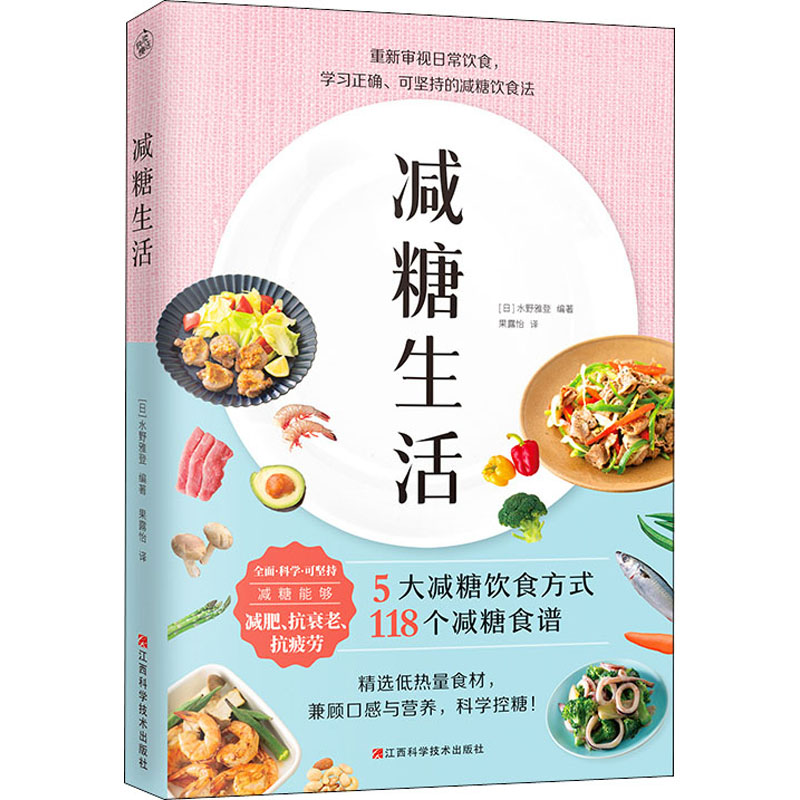 重新审视日常饮食，
学习正确、可坚持的减糖饮食法
减糖生活
[日]水野雅登 编著
果露怡 译
全面·科学·可坚持
减糖能够
减肥、抗衰老、
抗疲劳
5大减糖饮食方式
118个减糖食谱
精选低热量食材，
兼顾口感与营养，科学控糖！
江西科学技术出版社
减糖生活
[日]水野雅登 编著 果露怡 译
江西科学技术出版社